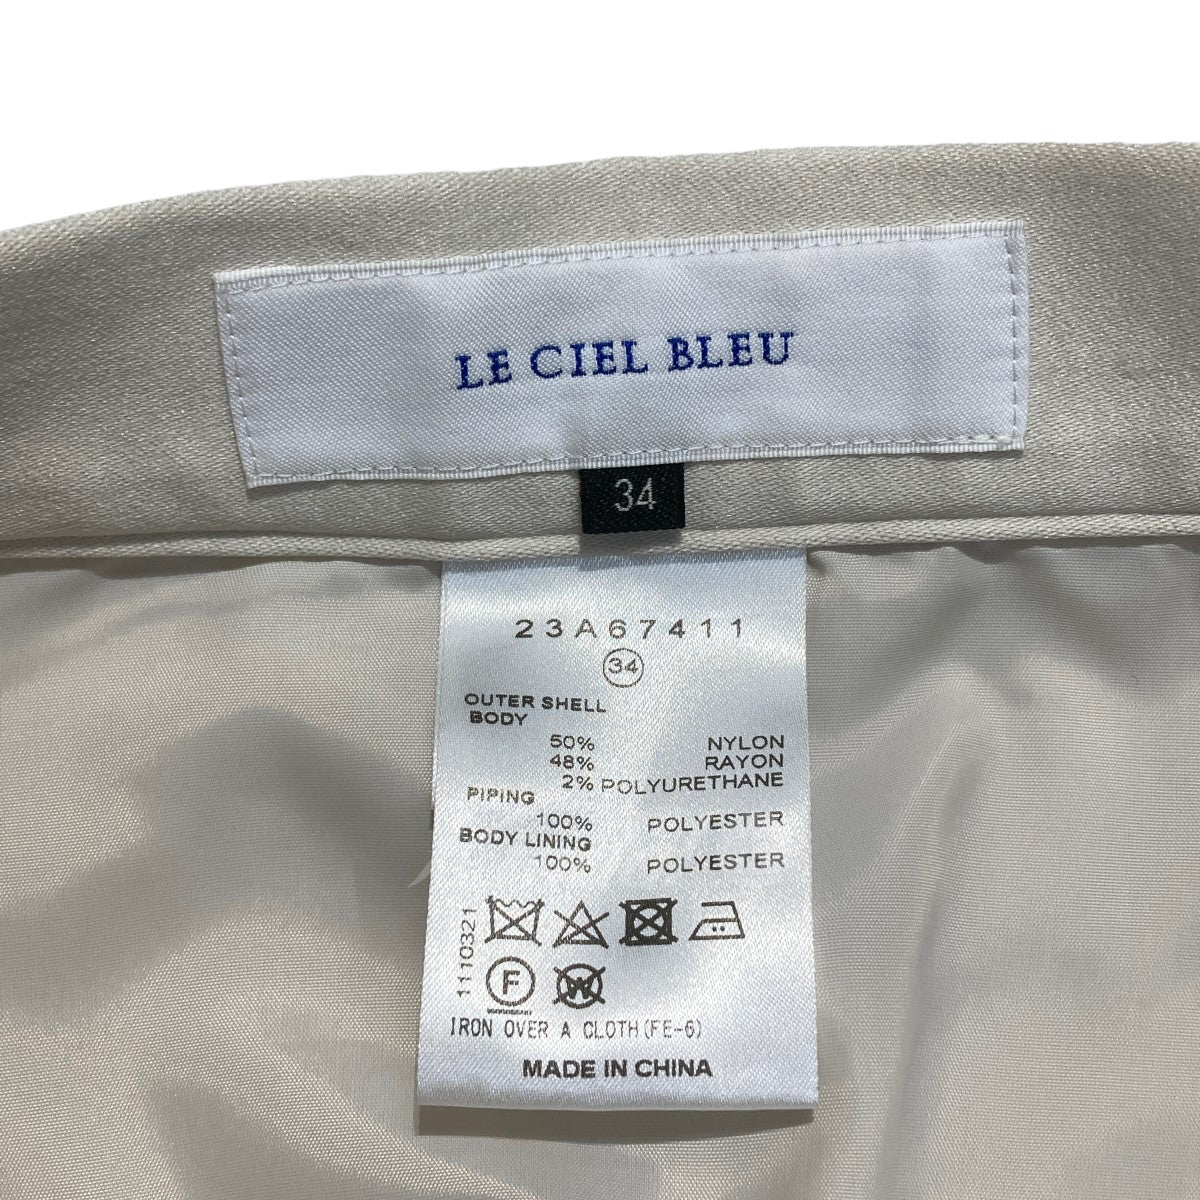 LE CIEL BLEU
34
23A67411
34
OUTER SHELL
BODY
50% NYLON
48% RAYON
2% POLYURETHANE
PIPING
100% POLYESTER
BODY LINING
100% POLYESTER
1110321
F
W
IRON OVER A CLOTH(FE-6)
MADE IN CHINA